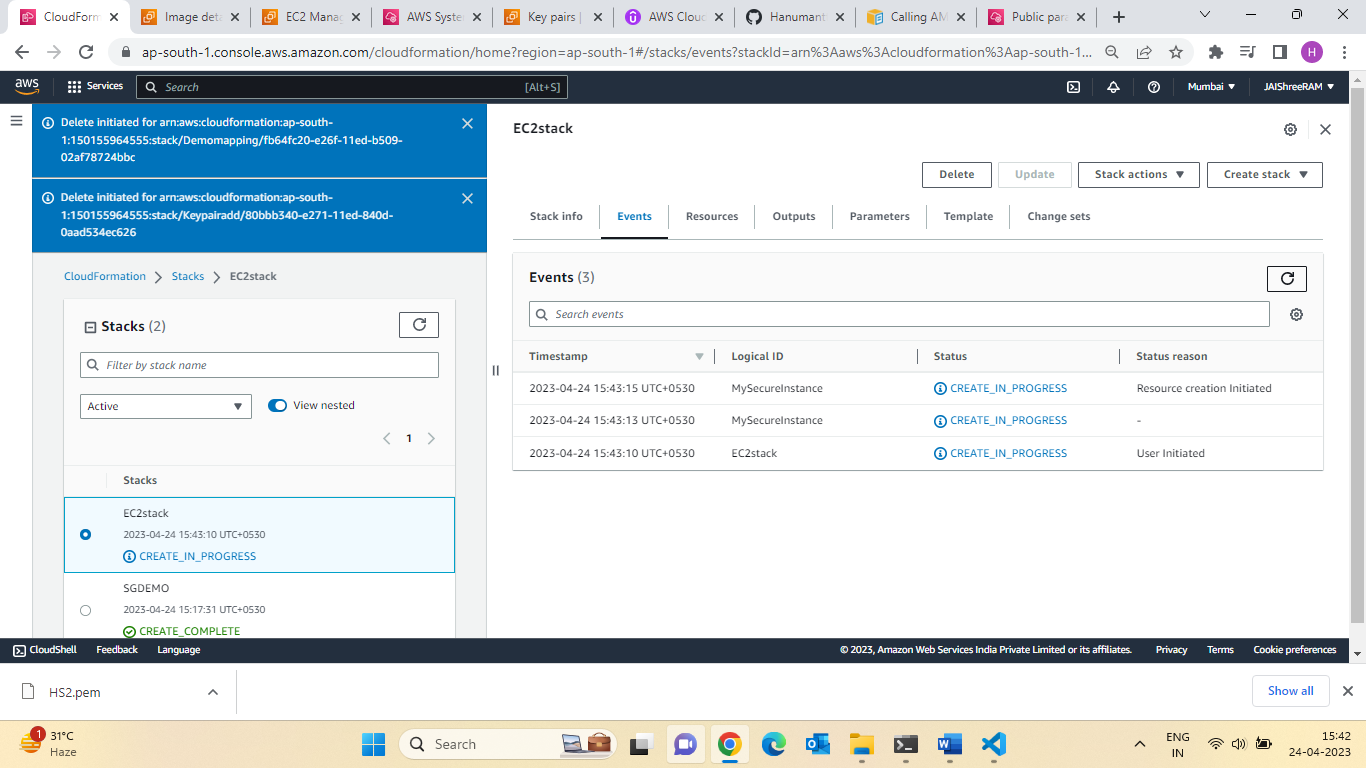 CloudForm
Image deta
EC2 Manag
AWS Syste
Key pairs |
AWS Cloud
Hanumant
Calling AM
Public para
ap-south-1.console.aws.amazon.com/cloudformation/home?region=ap-south-1#/stacks/events?stackId=arn%3Aaws%3Acloudformation%3Aap-south-1...
H
aws
Services
Search
[Alt+S]
Mumbai
JAIShreeRAM
Delete initiated for arn:aws:cloudformation:ap-south-
1:150155964555:stack/Demomapping/fb64fc20-e26f-11ed-b509-
02af78724bbc
Delete initiated for arn:aws:cloudformation:ap-south-
1:150155964555:stack/Keypairadd/80bbb340-e271-11ed-840d-
0aad534ec626
CloudFormation
Stacks
EC2stack
Stacks (2)
Filter by stack name
Active
View nested
1
Stacks
EC2stack
2023-04-24 15:43:10 UTC+0530
CREATE_IN_PROGRESS
SGDEMO
2023-04-24 15:17:31 UTC+0530
CREATE_COMPLETE
EC2stack
Delete
Update
Stack actions
Create stack
Stack info
Events
Resources
Outputs
Parameters
Template
Change sets
Events (3)
Search events
Timestamp Logical ID Status Status reason
2023-04-24 15:43:15 UTC+0530 MySecureInstance CREATE_IN_PROGRESS Resource creation Initiated
2023-04-24 15:43:13 UTC+0530 MySecureInstance CREATE_IN_PROGRESS -
2023-04-24 15:43:10 UTC+0530 EC2stack CREATE_IN_PROGRESS User Initiated
CloudShell
Feedback
Language
© 2023, Amazon Web Services India Private Limited or its affiliates.
Privacy
Terms
Cookie preferences
HS2.pem
Show all
1
31°C
Haze
Search
ENG
IN
15:42
24-04-2023